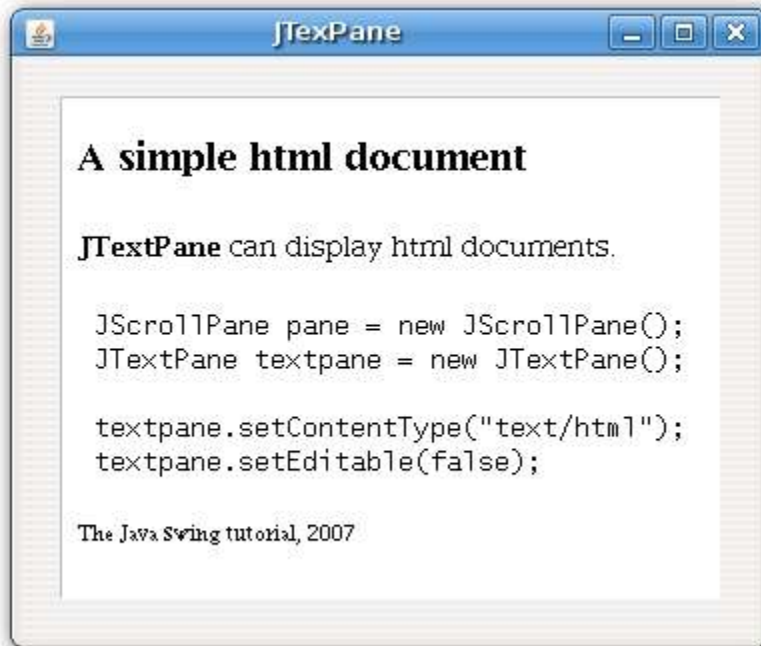 JTexPane
A simple html document
JTextPane can display html documents.
JScrollPane pane = new JScrollPane();
JTextPane textpane = new JTextPane();
textpane.setContentType("text/html");
textpane.setEditable(false);
The Java Swing tutorial, 2007